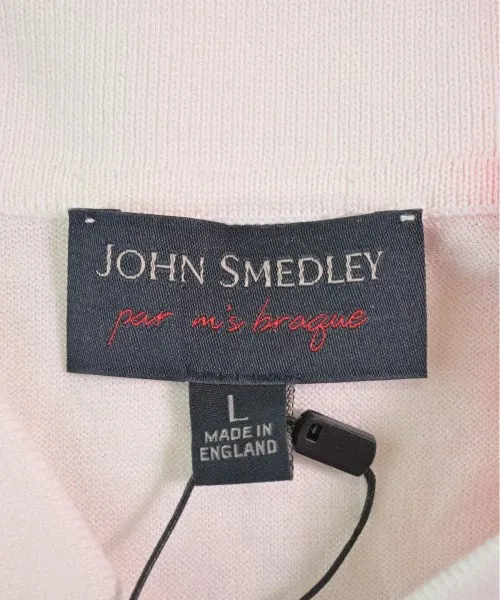 JOHN SMEDLEY
par m's braque
L
MADE IN
ENGLAND